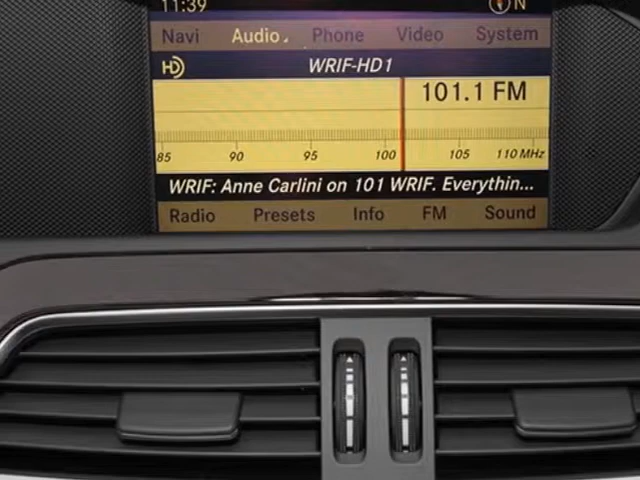 11:39 N
Navi Audio Phone Video System
HD WRIF-HD1
101.1 FM
85 90 95 100 105 110 MHz
WRIF: Anne Carlini on 101 WRIF. Everythin...
Radio Presets Info FM Sound